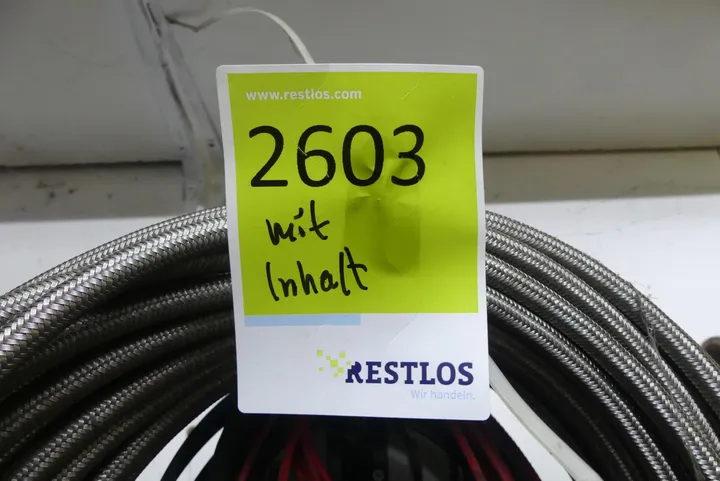 www.restlos.com
2603
mit
Inhalt
RESTLOS
Wir handeln.